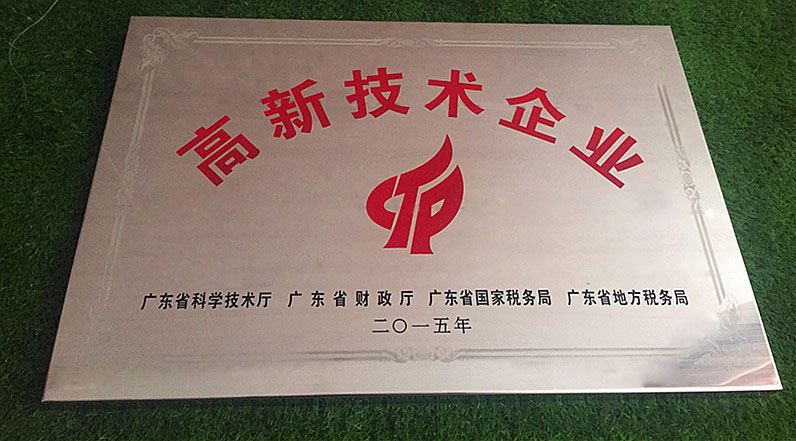 高新技术企业
广东省科学技术厅 广东省财政厅 广东省国家税务局 广东省地方税务局
二〇一五年